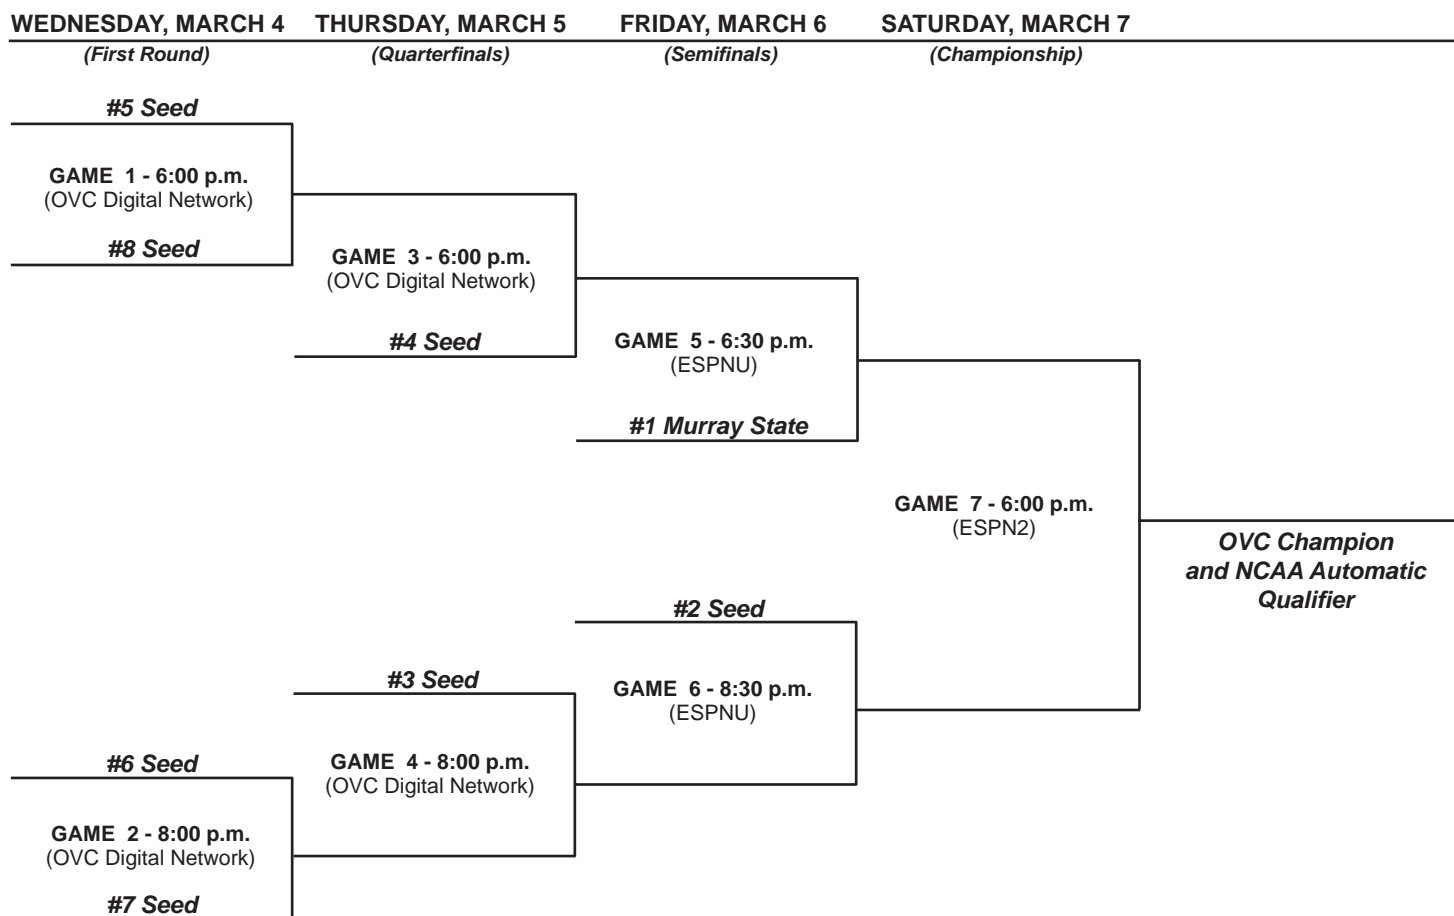 WEDNESDAY, MARCH 4
(First Round)
THURSDAY, MARCH 5
(Quarterfinals)
FRIDAY, MARCH 6
(Semifinals)
SATURDAY, MARCH 7
(Championship)
#5 Seed
GAME 1 - 6:00 p.m.
(OVC Digital Network)
#8 Seed
GAME 3 - 6:00 p.m.
(OVC Digital Network)
#4 Seed
GAME 5 - 6:30 p.m.
(ESPNU)
#1 Murray State
GAME 7 - 6:00 p.m.
(ESPN2)
OVC Champion
and NCAA Automatic
Qualifier
#2 Seed
GAME 6 - 8:30 p.m.
(ESPNU)
#3 Seed
GAME 4 - 8:00 p.m.
(OVC Digital Network)
#6 Seed
GAME 2 - 8:00 p.m.
(OVC Digital Network)
#7 Seed